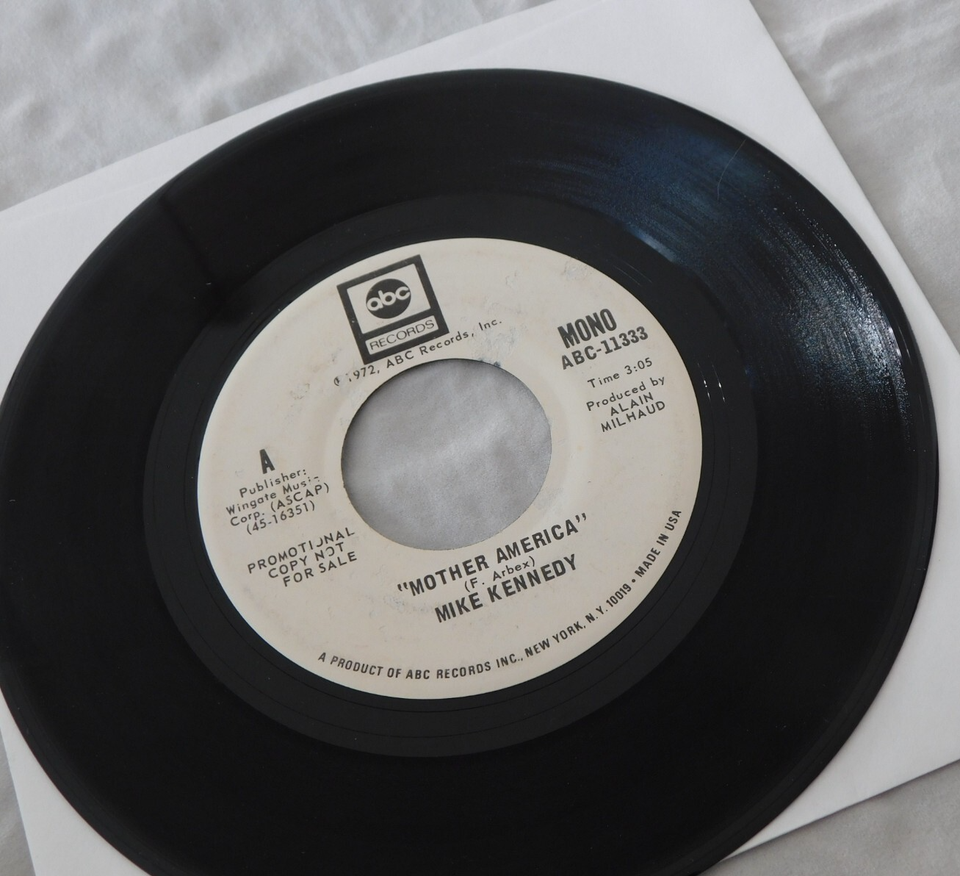 abc
RECORDS
℗ 1972, ABC Records, Inc.
MONO
ABC-11333
Time 3:05
Produced by
ALAIN
MILHAUD
A
Publisher:
Wingate Music
Corp. (ASCAP)
(45-16351)
PROMOTIONAL
COPY NOT
FOR SALE
"MOTHER AMERICA"
(F. Arbex)
MIKE KENNEDY
A PRODUCT OF ABC RECORDS INC., NEW YORK, N.Y. 10019 • MADE IN USA